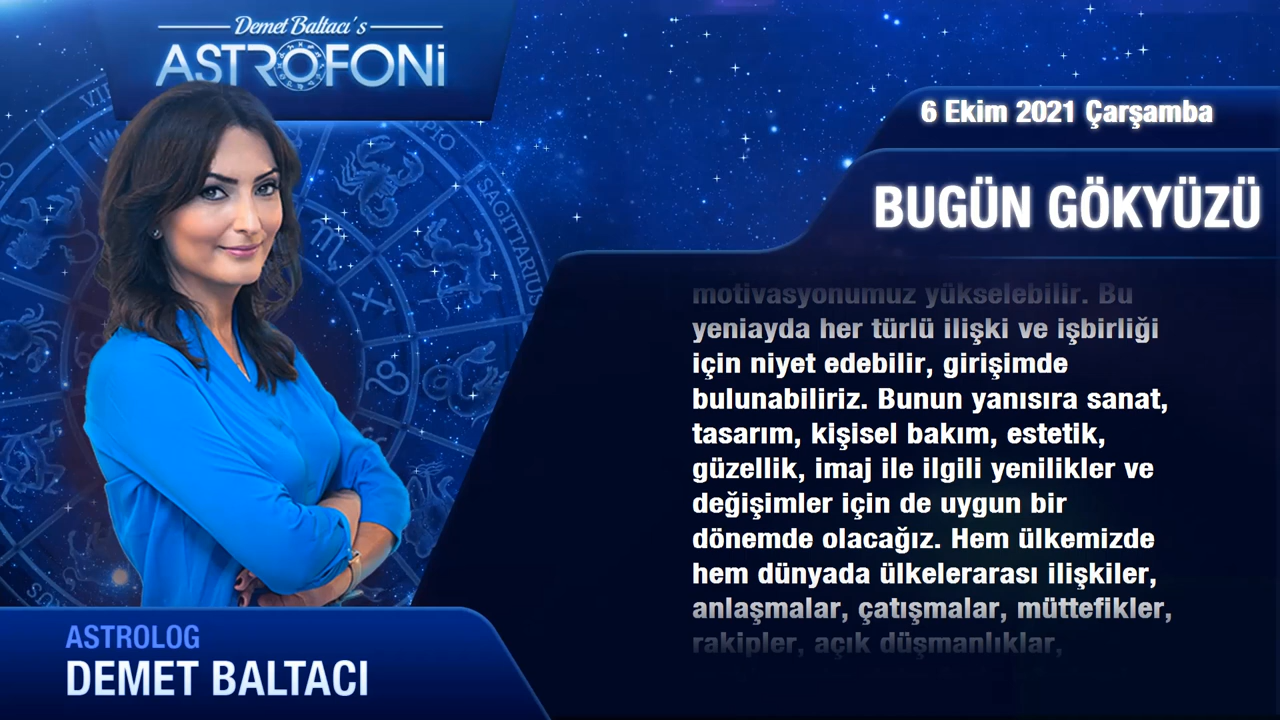 Demet Baltacı's
ASTROFONİ
VII
SCORPIO
SAGITTARIUS
6 Ekim 2021 Çarşamba
BUGÜN GÖKYÜZÜ
motivasyonumuz yükselebilir. Bu
yeniayda her türlü ilişki ve işbirliği
için niyet edebilir, girişimde
bulunabiliriz. Bunun yanısıra sanat,
tasarım, kişisel bakım, estetik,
güzellik, imaj ile ilgili yenilikler ve
değişimler için de uygun bir
dönemde olacağız. Hem ülkemizde
hem dünyada ülkelerarası ilişkiler,
anlaşmalar, çatışmalar, müttefikler,
rakipler, açık düşmanlıklar,
ASTROLOG
DEMET BALTACI